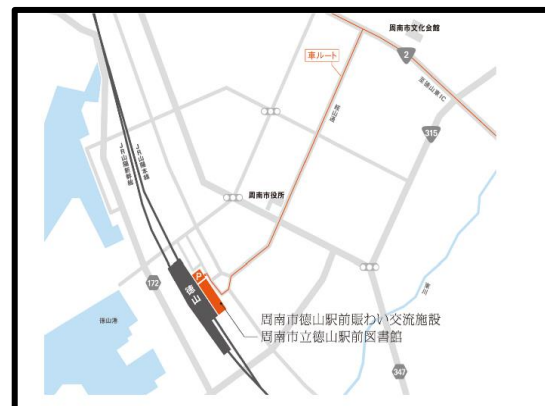 周南市文化会館
2
車ルート
至徳山東IC
315
JR山陽新幹線
JR山陽本線
周南市役所
P
徳山
172
徳山港
周南市徳山駅前賑わい交流施設
周南市立徳山駅前図書館
347